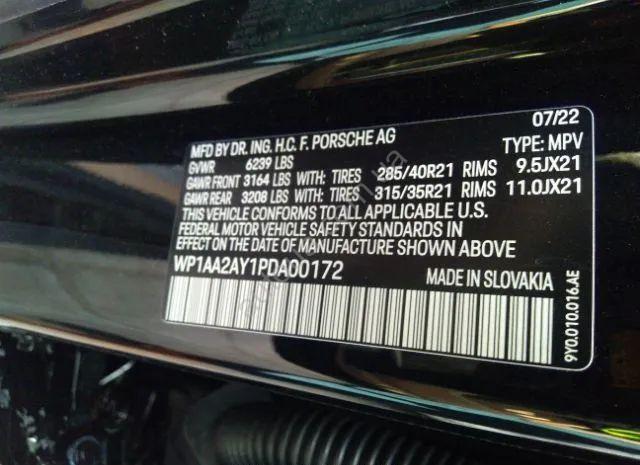 07/22
MFD BY DR. ING. H.C. F. PORSCHE AG TYPE: MPV
GVWR 6239 LBS
GAWR FRONT 3164 LBS WITH: TIRES 285/40R21 RIMS 9.5JX21
GAWR REAR 3208 LBS WITH: TIRES 315/35R21 RIMS 11.0JX21
THIS VEHICLE CONFORMS TO ALL APPLICABLE U.S.
FEDERAL MOTOR VEHICLE SAFETY STANDARDS IN
EFFECT ON THE DATE OF MANUFACTURE SHOWN ABOVE
WP1AA2AY1PDA00172 MADE IN SLOVAKIA
9Y0.010.016.AE